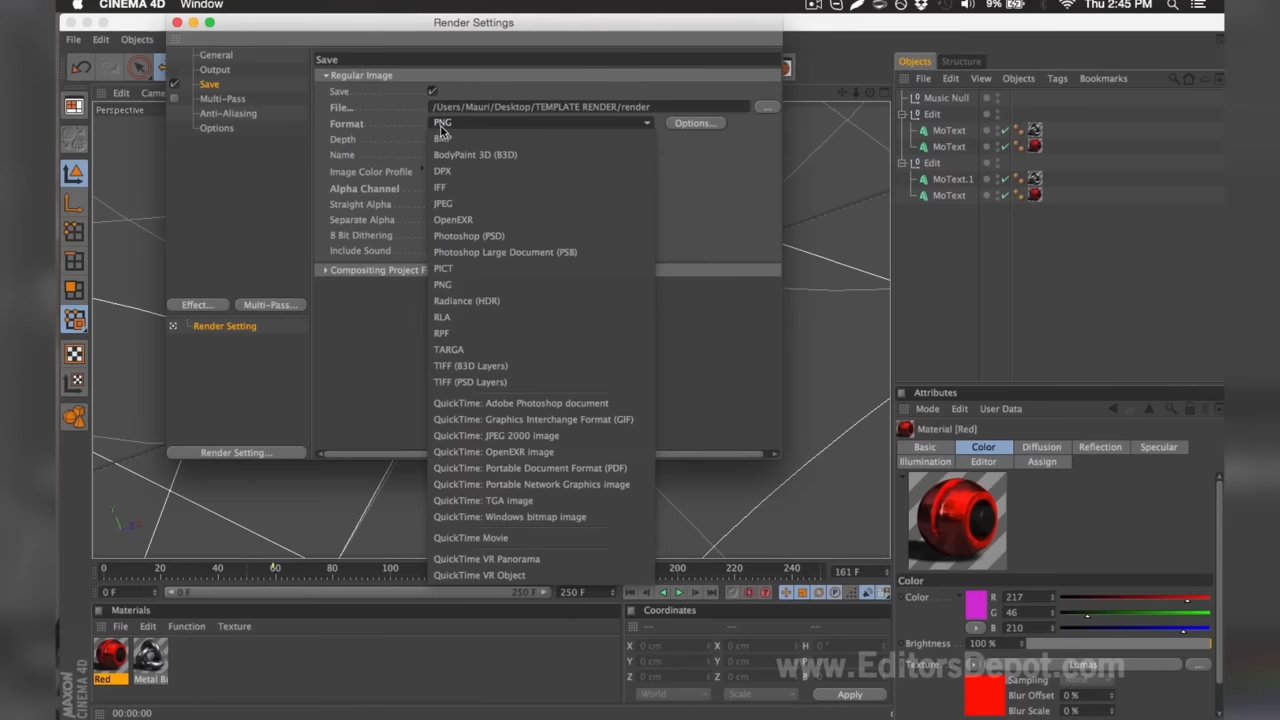 CINEMA 4D Window
9% Thu 2:45 PM
Render Settings
File Edit Objects
General
Output
Save
Multi-Pass
Anti-Aliasing
Options
Effect... Multi-Pass...
Render Setting
Render Setting...
Save
Regular Image
Save
File... /Users/Mauri/Desktop/TEMPLATE RENDER/render ...
Format PNG Options...
Depth
Name
Image Color Profile
Alpha Channel
Straight Alpha
Separate Alpha
8 Bit Dithering
Include Sound
Compositing Project F
BodyPaint 3D (B3D)
DPX
IFF
JPEG
OpenEXR
Photoshop (PSD)
Photoshop Large Document (PSB)
PICT
PNG
Radiance (HDR)
RLA
RPF
TARGA
TIFF (B3D Layers)
TIFF (PSD Layers)
QuickTime: Adobe Photoshop document
QuickTime: Graphics Interchange Format (GIF)
QuickTime: JPEG 2000 image
QuickTime: OpenEXR image
QuickTime: Portable Document Format (PDF)
QuickTime: Portable Network Graphics image
QuickTime: TGA image
QuickTime: Windows bitmap image
QuickTime Movie
QuickTime VR Panorama
QuickTime VR Object
Edit Came
Perspective
Y
Z X
0 20 40 60 80 100 200 220 240 161 F
0 F 0 F 250 F 250 F
Materials
File Edit Function Texture
Red Metal Br
Coordinates
-- -- --
X 0 cm X 0 cm H 0 °
Y 0 cm Y 0 cm
Z 0 cm Z 0 cm
World Scale Apply
00:00:00
MAXON CINEMA 4D
Objects Structure
File Edit View Objects Tags Bookmarks
Music Null
Edit
MoText
MoText
Edit
MoText.1
MoText
Attributes
Mode Edit User Data
Material [Red]
Basic Color Diffusion Reflection Specular
Illumination Editor Assign
Color
Color R 217
G 46
B 210
Brightness 100 %
Texture Lumas ...
Sampling
Blur Offset 0 %
Blur Scale 0 %
www.EditorsDepot.com